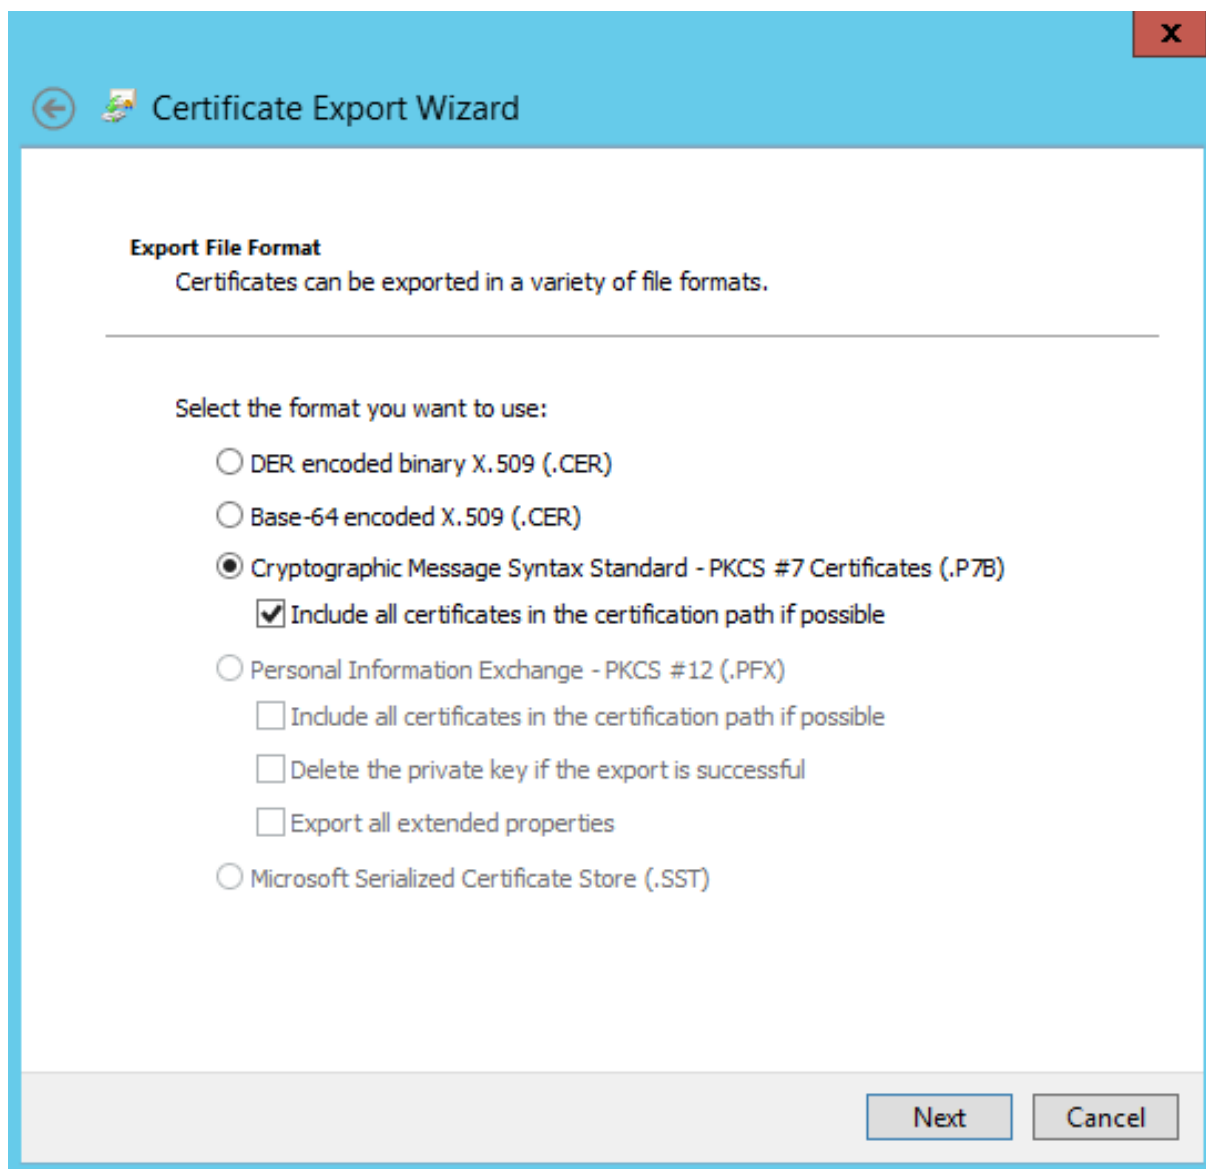 x
Certificate Export Wizard
Export File Format
Certificates can be exported in a variety of file formats.
Select the format you want to use:
DER encoded binary X.509 (.CER)
Base-64 encoded X.509 (.CER)
Cryptographic Message Syntax Standard - PKCS #7 Certificates (.P7B)
Include all certificates in the certification path if possible
Personal Information Exchange - PKCS #12 (.PFX)
Include all certificates in the certification path if possible
Delete the private key if the export is successful
Export all extended properties
Microsoft Serialized Certificate Store (.SST)
Next Cancel